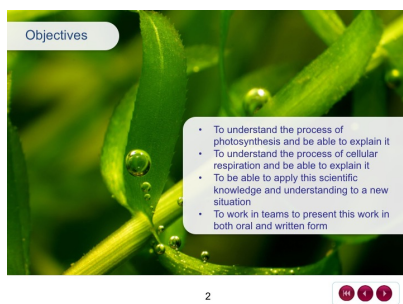 Objectives
• To understand the process of
photosynthesis and be able to explain it
• To understand the process of cellular
respiration and be able to explain it
• To be able to apply this scientific
knowledge and understanding to a new
situation
• To work in teams to present this work in
both oral and written form
2